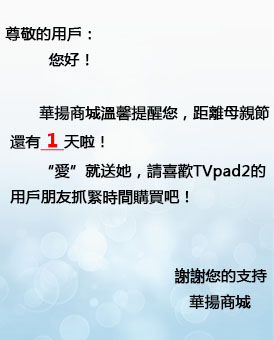 尊敬的用戶：
您好！
華揚商城溫馨提醒您，距離母親節
還有 1 天啦！
“愛”就送她，請喜歡TVpad2的
用戶朋友抓緊時間購買吧！
謝謝您的支持
華揚商城